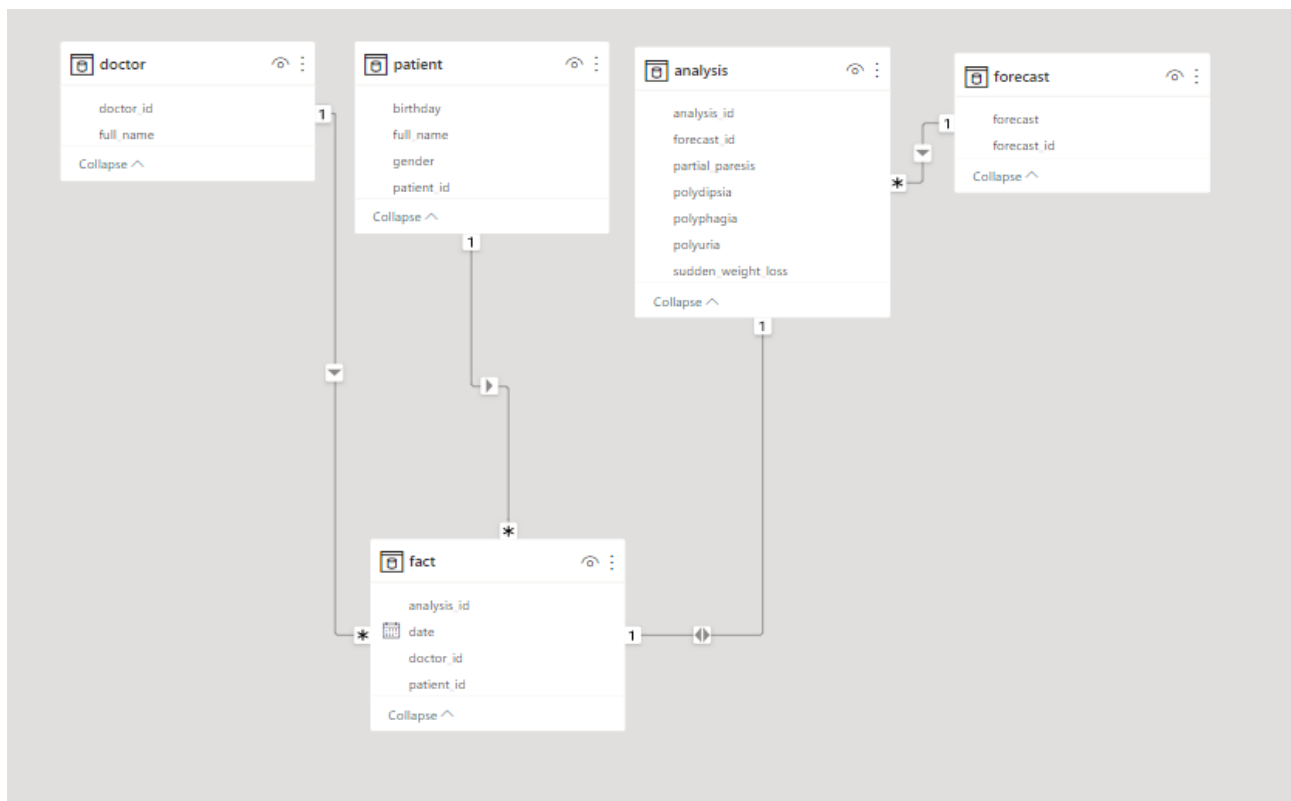 doctor
doctor_id
full_name
Collapse
1
patient
birthday
full_name
gender
patient_id
Collapse
1
analysis
analysis_id
forecast_id
partial_paresis
polydipsia
polyphagia
polyuria
sudden_weight_loss
Collapse
1
*
forecast
forecast
forecast_id
Collapse
1
*
fact
analysis_id
date
doctor_id
patient_id
Collapse
*
1